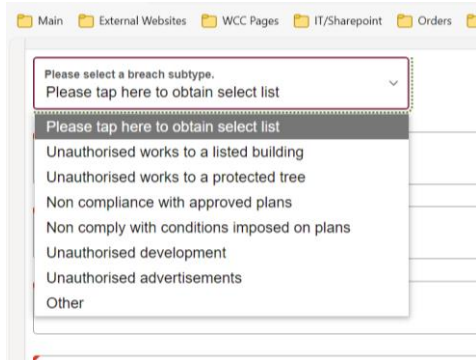 Main External Websites WCC Pages IT/Sharepoint Orders
Please select a breach subtype.
Please tap here to obtain select list
Please tap here to obtain select list
Unauthorised works to a listed building
Unauthorised works to a protected tree
Non compliance with approved plans
Non comply with conditions imposed on plans
Unauthorised development
Unauthorised advertisements
Other